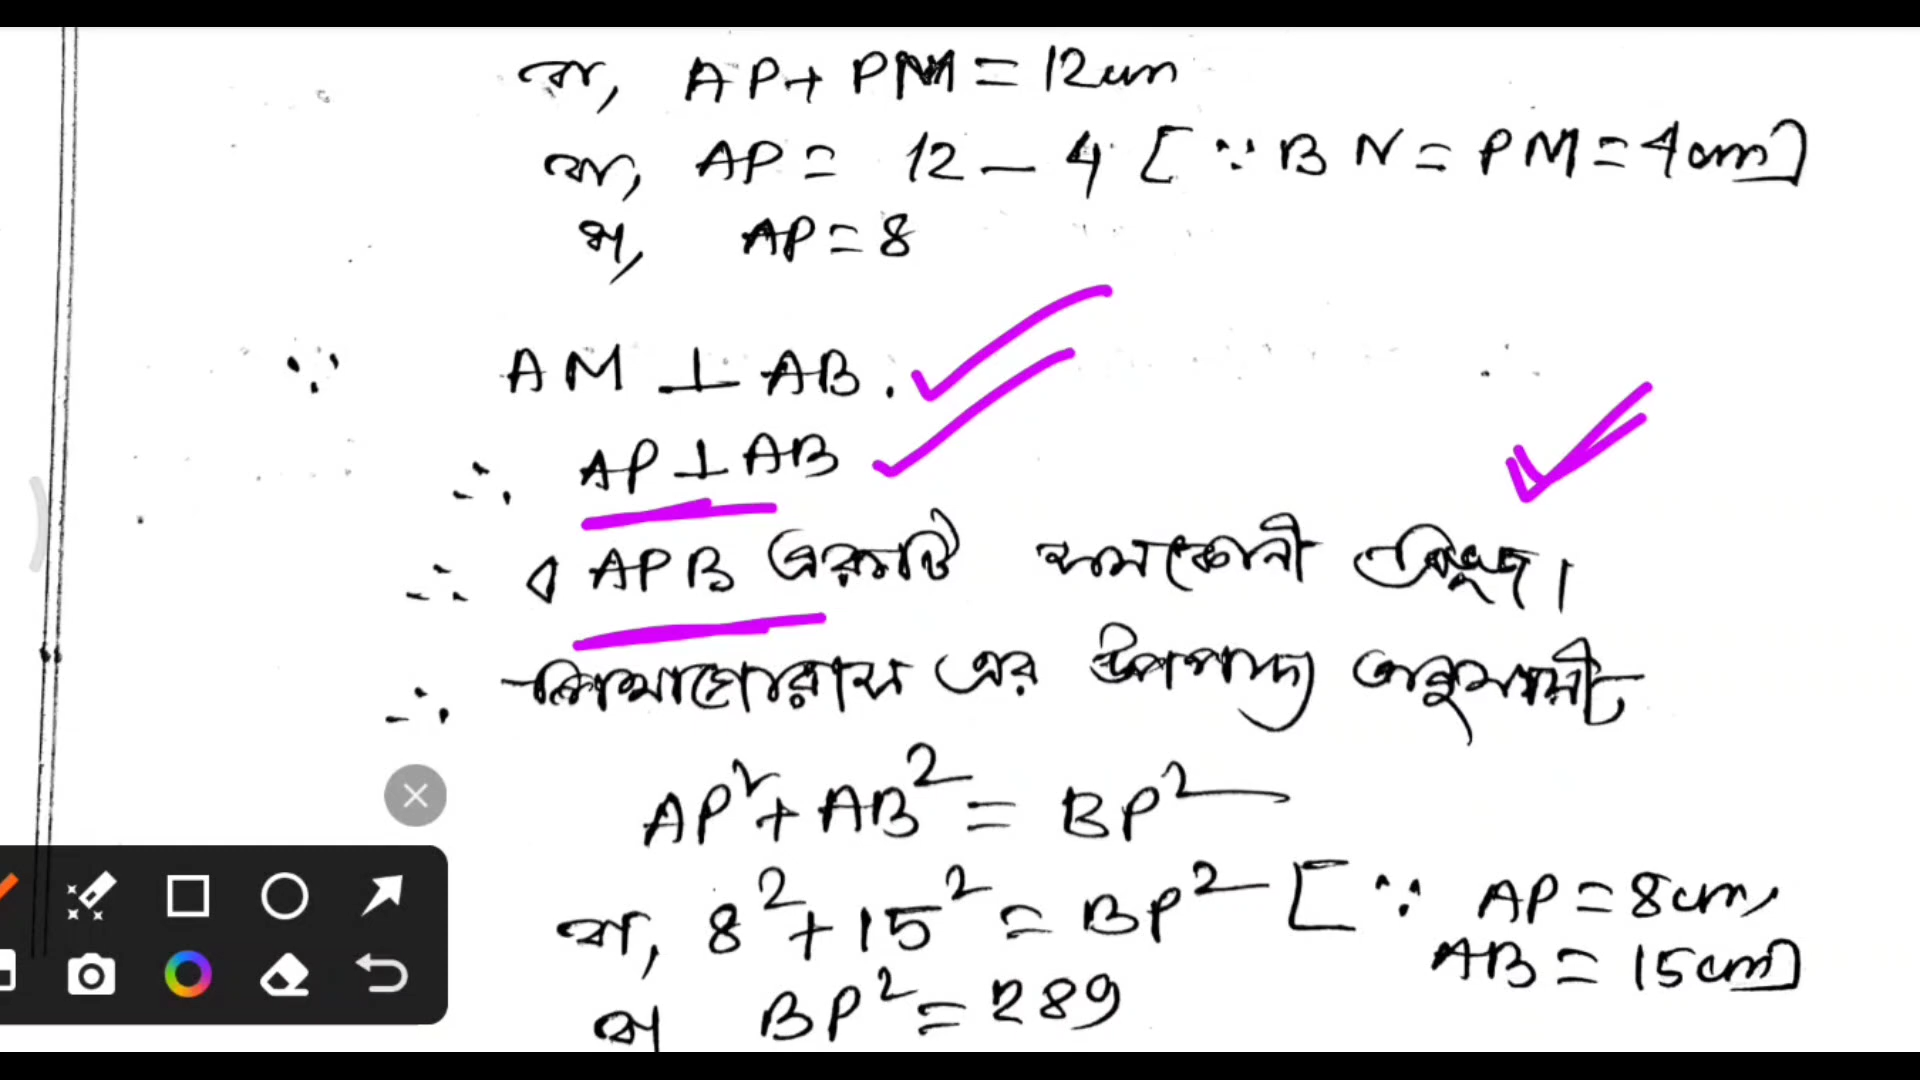 বা, AP + PM = 12cm
বা, AP = 12 - 4 [ ∵ BN = PM = 4cm]
বা, AP = 8
∵ AM ⊥ AB.
∴ AP ⊥ AB
∴ △ APB একটি সমকোনী ত্রিভূজ।
∴ পিথাগোরাস এর উপপাদ্য অনুযায়ী
AP² + AB² = BP²
বা, 8² + 15² = BP² [ ∵ AP = 8cm,
AB = 15cm]
বা BP² = 289